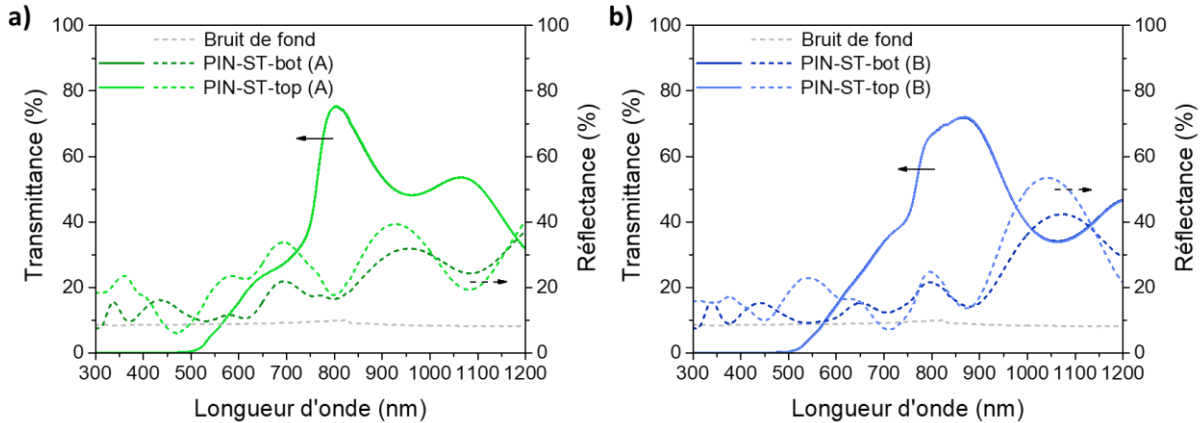 a)
Bruit de fond
PIN-ST-bot (A)
PIN-ST-top (A)
Transmittance (%)
100
80
60
40
20
0
300 400 500 600 700 800 900 1000 1100 1200
Longueur d'onde (nm)
100
80
60
40
20
0
Réflectance (%)
b)
Bruit de fond
PIN-ST-bot (B)
PIN-ST-top (B)
Transmittance (%)
100
80
60
40
20
0
300 400 500 600 700 800 900 1000 1100 1200
Longueur d'onde (nm)
100
80
60
40
20
0
Réflectance (%)